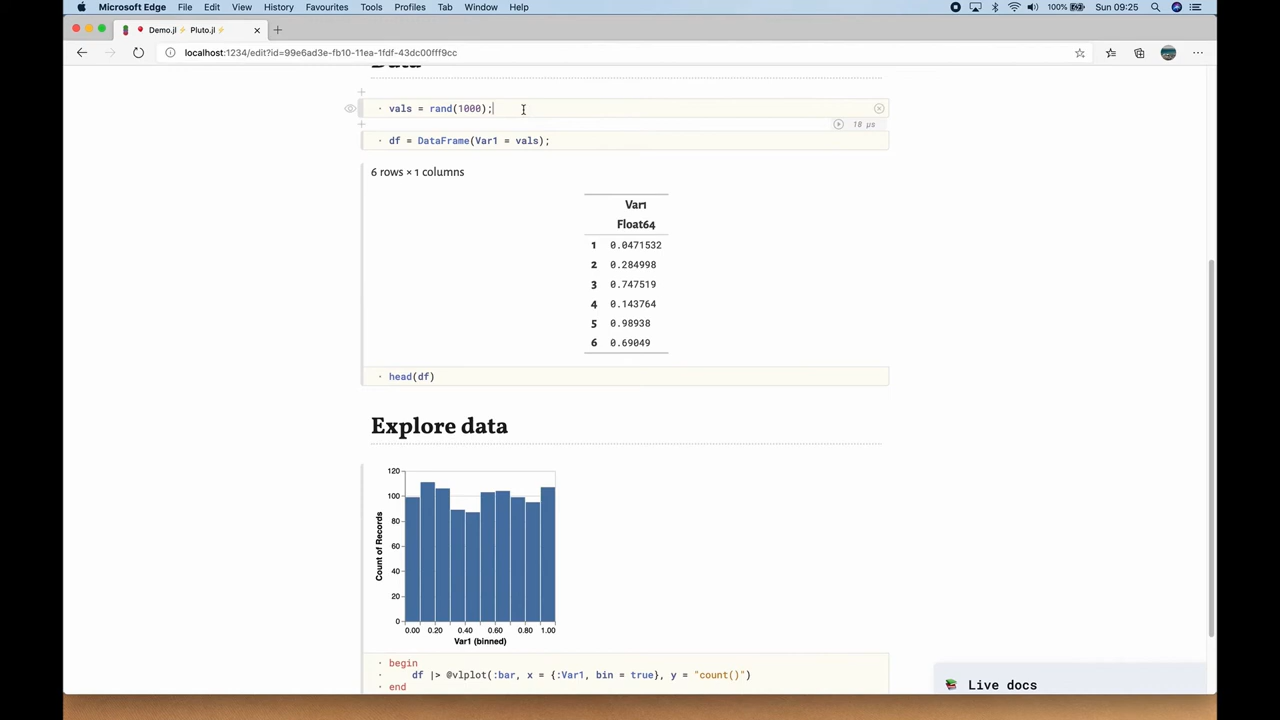 Microsoft Edge File Edit View History Favourites Tools Profiles Tab Window Help 100% Sun 09:25
Demo.jl⚡ Pluto.jl⚡
localhost:1234/edit?id=99e6ad3e-fb10-11ea-1fdf-43dc00fff9cc
Data
vals = rand(1000);
18 μs
df = DataFrame(Var1 = vals);
6 rows × 1 columns
Var1
Float64
1 0.0471532
2 0.284998
3 0.747519
4 0.143764
5 0.98938
6 0.69049
head(df)
Explore data
120
100
80
60
40
20
0
Count of Records
0.00 0.20 0.40 0.60 0.80 1.00
Var1 (binned)
begin
df |> @vlplot(:bar, x = {:Var1, bin = true}, y = "count()")
end
Live docs